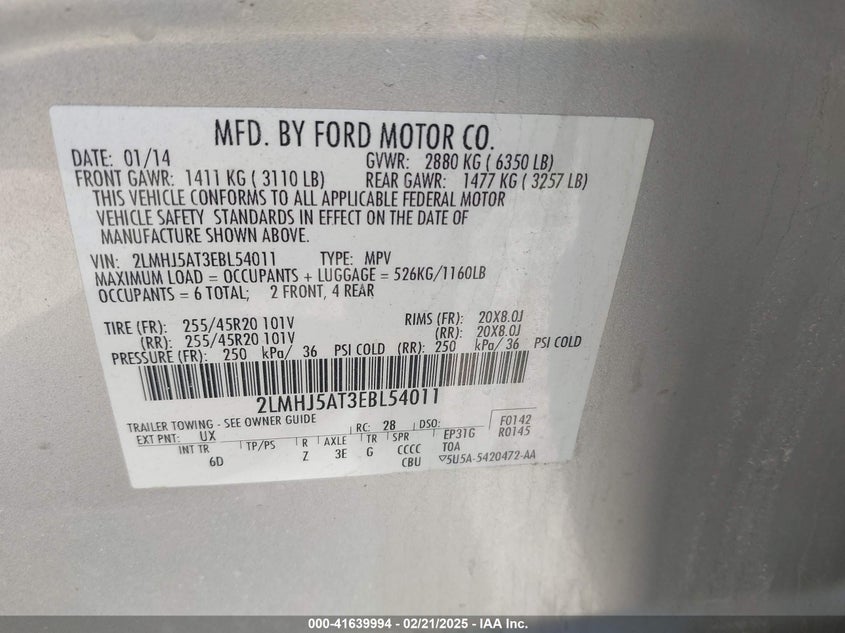 MFD. BY FORD MOTOR CO.
DATE: 01/14 GVWR: 2880 KG ( 6350 LB)
FRONT GAWR: 1411 KG ( 3110 LB) REAR GAWR: 1477 KG ( 3257 LB)
THIS VEHICLE CONFORMS TO ALL APPLICABLE FEDERAL MOTOR
VEHICLE SAFETY STANDARDS IN EFFECT ON THE DATE OF
MANUFACTURE SHOWN ABOVE.
VIN: 2LMHJ5AT3EBL54011 TYPE: MPV
MAXIMUM LOAD = OCCUPANTS + LUGGAGE = 526KG/1160LB
OCCUPANTS = 6 TOTAL; 2 FRONT, 4 REAR
TIRE (FR): 255/45R20 101V RIMS (FR): 20X8.0J
(RR): 255/45R20 101V (RR): 20X8.0J
PRESSURE (FR): 250 kPa/ 36 PSI COLD (RR): 250 kPa/ 36 PSI COLD
2LMHJ5AT3EBL54011
TRAILER TOWING - SEE OWNER GUIDE RC: 28 DSO: F0142
EXT PNT: UX EP31G R0145
INT TR TP/PS R AXLE TR SPR T0A
6D Z 3E G CCCC
CBU ▽5U5A-5420472-AA
000-41639994 - 02/21/2025 - IAA Inc.